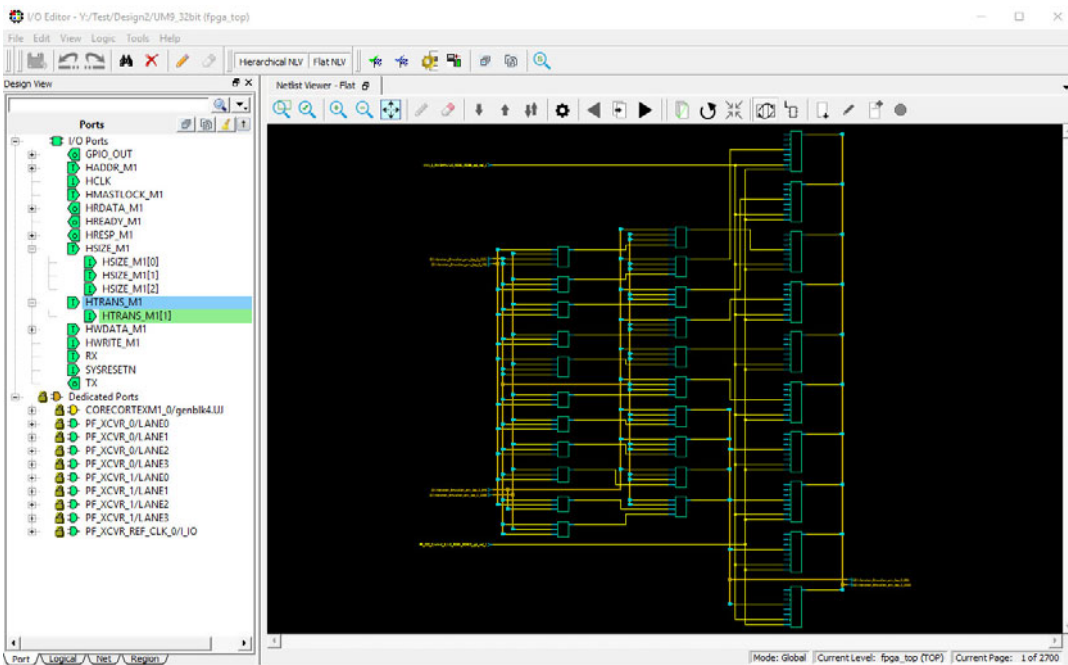 I/O Editor - Y:/Test/Design2/UM9_32bit (fpga_top)
File Edit View Logic Tools Help
Hierarchical NLV Flat NLV
Design View
Netlist Viewer - Flat
Ports
I/O Ports
GPIO_OUT
HADDR_M1
HCLK
HMASTLOCK_M1
HRDATA_M1
HREADY_M1
HRESP_M1
HSIZE_M1
HSIZE_M1[0]
HSIZE_M1[1]
HSIZE_M1[2]
HTRANS_M1
HTRANS_M1[1]
HWDATA_M1
HWRITE_M1
RX
SYSRESETN
TX
Dedicated Ports
CORECORTEXM1_0/genblk4.UJ
PF_XCVR_0/LANE0
PF_XCVR_0/LANE1
PF_XCVR_0/LANE2
PF_XCVR_0/LANE3
PF_XCVR_1/LANE0
PF_XCVR_1/LANE1
PF_XCVR_1/LANE2
PF_XCVR_1/LANE3
PF_XCVR_REF_CLK_0/I_IO
Port Logical Net Region
Mode: Global Current Level: fpga_top (TOP) Current Page: 1 of 2700